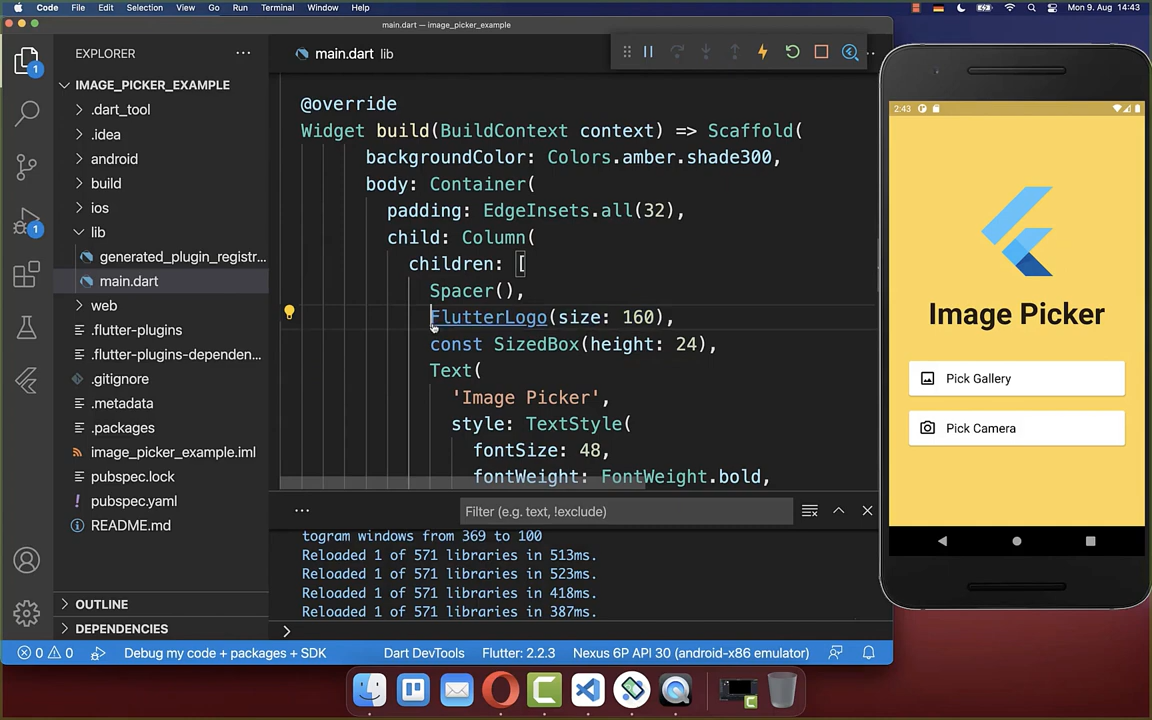 Code File Edit Selection View Go Run Terminal Window Help Mon 9. Aug 14:43
main.dart — image_picker_example
EXPLORER
main.dart lib
IMAGE_PICKER_EXAMPLE
.dart_tool
.idea
android
build
ios
lib
generated_plugin_registr...
main.dart
web
.flutter-plugins
.flutter-plugins-dependen...
.gitignore
.metadata
.packages
image_picker_example.iml
pubspec.lock
pubspec.yaml
README.md
OUTLINE
DEPENDENCIES
1
1
@override
Widget build(BuildContext context) => Scaffold(
backgroundColor: Colors.amber.shade300,
body: Container(
padding: EdgeInsets.all(32),
child: Column(
children: [
Spacer(),
FlutterLogo(size: 160),
const SizedBox(height: 24),
Text(
'Image Picker',
style: TextStyle(
fontSize: 48,
fontWeight: FontWeight.bold,
Filter (e.g. text, !exclude)
togram windows from 369 to 100
Reloaded 1 of 571 libraries in 513ms.
Reloaded 1 of 571 libraries in 523ms.
Reloaded 1 of 571 libraries in 418ms.
Reloaded 1 of 571 libraries in 387ms.
0 0 Debug my code + packages + SDK Dart DevTools Flutter: 2.2.3 Nexus 6P API 30 (android-x86 emulator)
2:43
Image Picker
Pick Gallery
Pick Camera